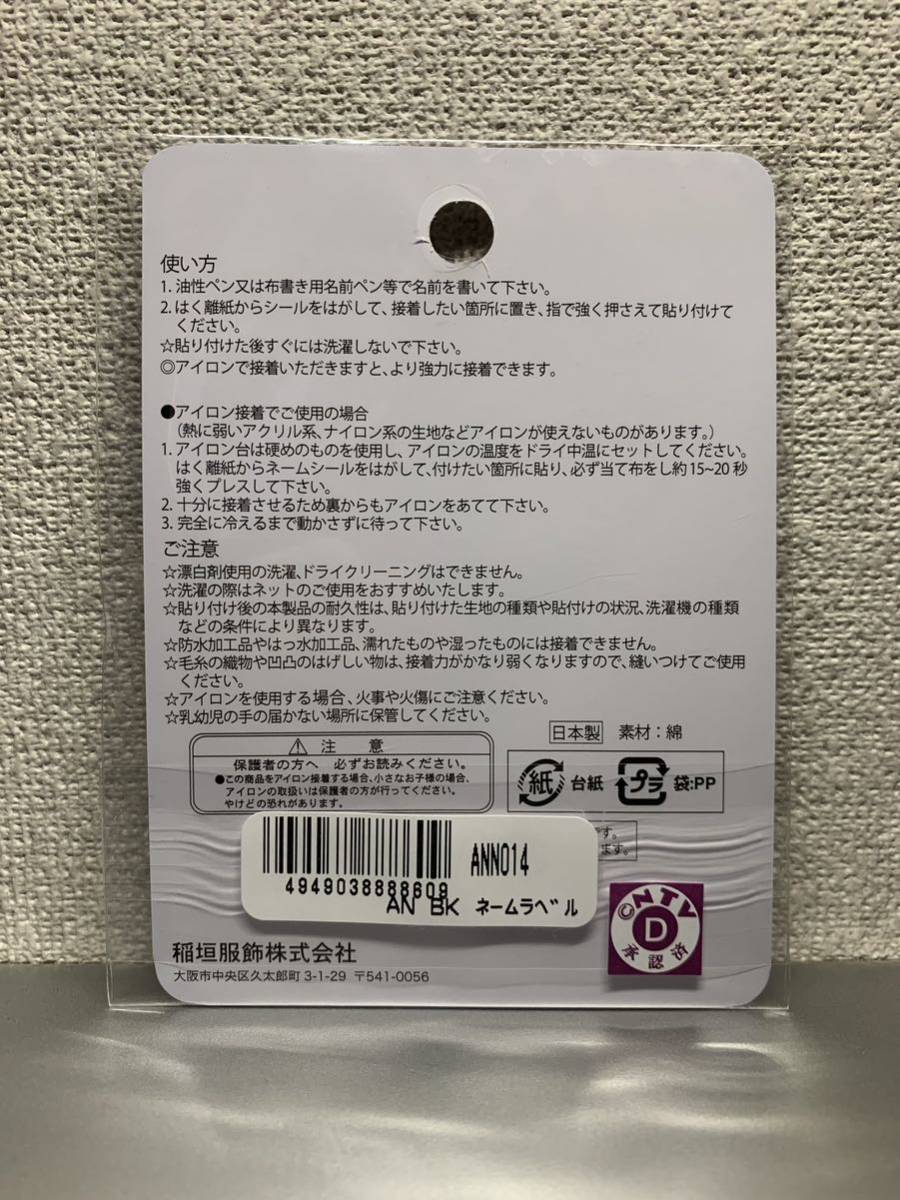 使い方
1. 油性ペン又は布書き用名前ペン等で名前を書いて下さい。
2. はく離紙からシールをはがして、接着したい箇所に置き、指で強く押さえて貼り付けて
ください。
☆貼り付けた後すぐには洗濯しないで下さい。
◎アイロンで接着いただきますと、より強力に接着できます。
●アイロン接着でご使用の場合
（熱に弱いアクリル系、ナイロン系の生地などアイロンが使えないものがあります。）
1. アイロン台は硬めのものを使用し、アイロンの温度をドライ中温にセットしてください。
はく離紙からネームシールをはがして、付けたい箇所に貼り、必ず当て布をし約15~20秒
強くプレスして下さい。
2. 十分に接着させるため裏からもアイロンをあてて下さい。
3. 完全に冷えるまで動かさずに待って下さい。
ご注意
☆漂白剤使用の洗濯、ドライクリーニングはできません。
☆洗濯の際はネットのご使用をおすすめいたします。
☆貼り付け後の本製品の耐久性は、貼り付けた生地の種類や貼付けの状況、洗濯機の種類
などの条件により異なります。
☆防水加工品やはっ水加工品、濡れたものや湿ったものには接着できません。
☆毛糸の織物や凹凸のはげしい物は、接着力がかなり弱くなりますので、縫いつけてご使用
ください。
☆アイロンを使用する場合、火事や火傷にご注意ください。
☆乳幼児の手の届かない場所に保管してください。
日本製 素材：綿
⚠ 注 意
保護者の方へ 必ずお読みください。
●この商品をアイロン接着する場合、小さなお子様の場合、
アイロンの取扱いは保護者の方が行ってください。
やけどの恐れがあります。
紙 台紙 プラ 袋:PP
です。
ます。
ANN014
4949038888609
AN BK ネームラベル
CNTV
D
承認済
稲垣服飾株式会社
大阪市中央区久太郎町 3-1-29 〒541-0056